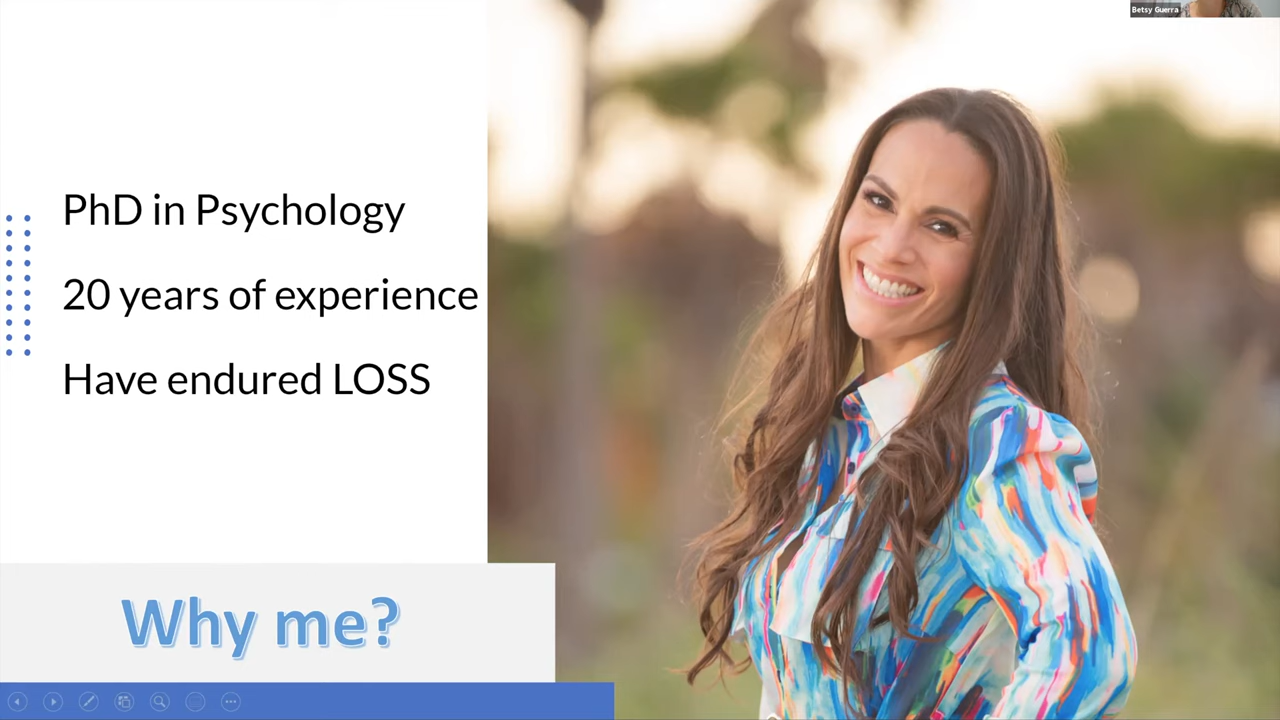 Betsy Guerra
PhD in Psychology
20 years of experience
Have endured LOSS
Why me?